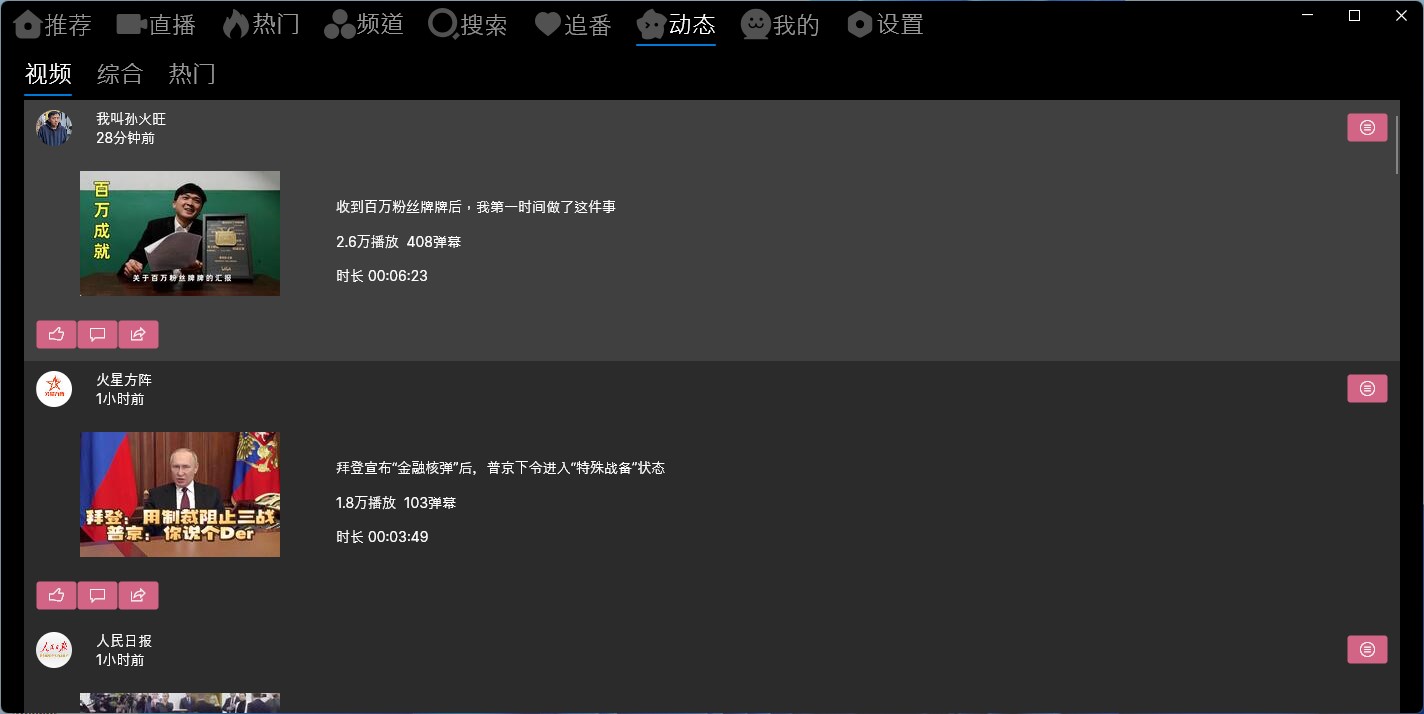 推荐 直播 热门 频道 搜索 追番 动态 我的 设置
视频 综合 热门
我叫孙火旺
28分钟前
百万成就
关于百万粉丝牌牌的汇报
收到百万粉丝牌牌后，我第一时间做了这件事
2.6万播放 408弹幕
时长 00:06:23
火星方阵
1小时前
拜登：用制裁阻止三战
普京：你说个Der
拜登宣布“金融核弹”后，普京下令进入“特殊战备”状态
1.8万播放 103弹幕
时长 00:03:49
人民日报
人民日报
1小时前